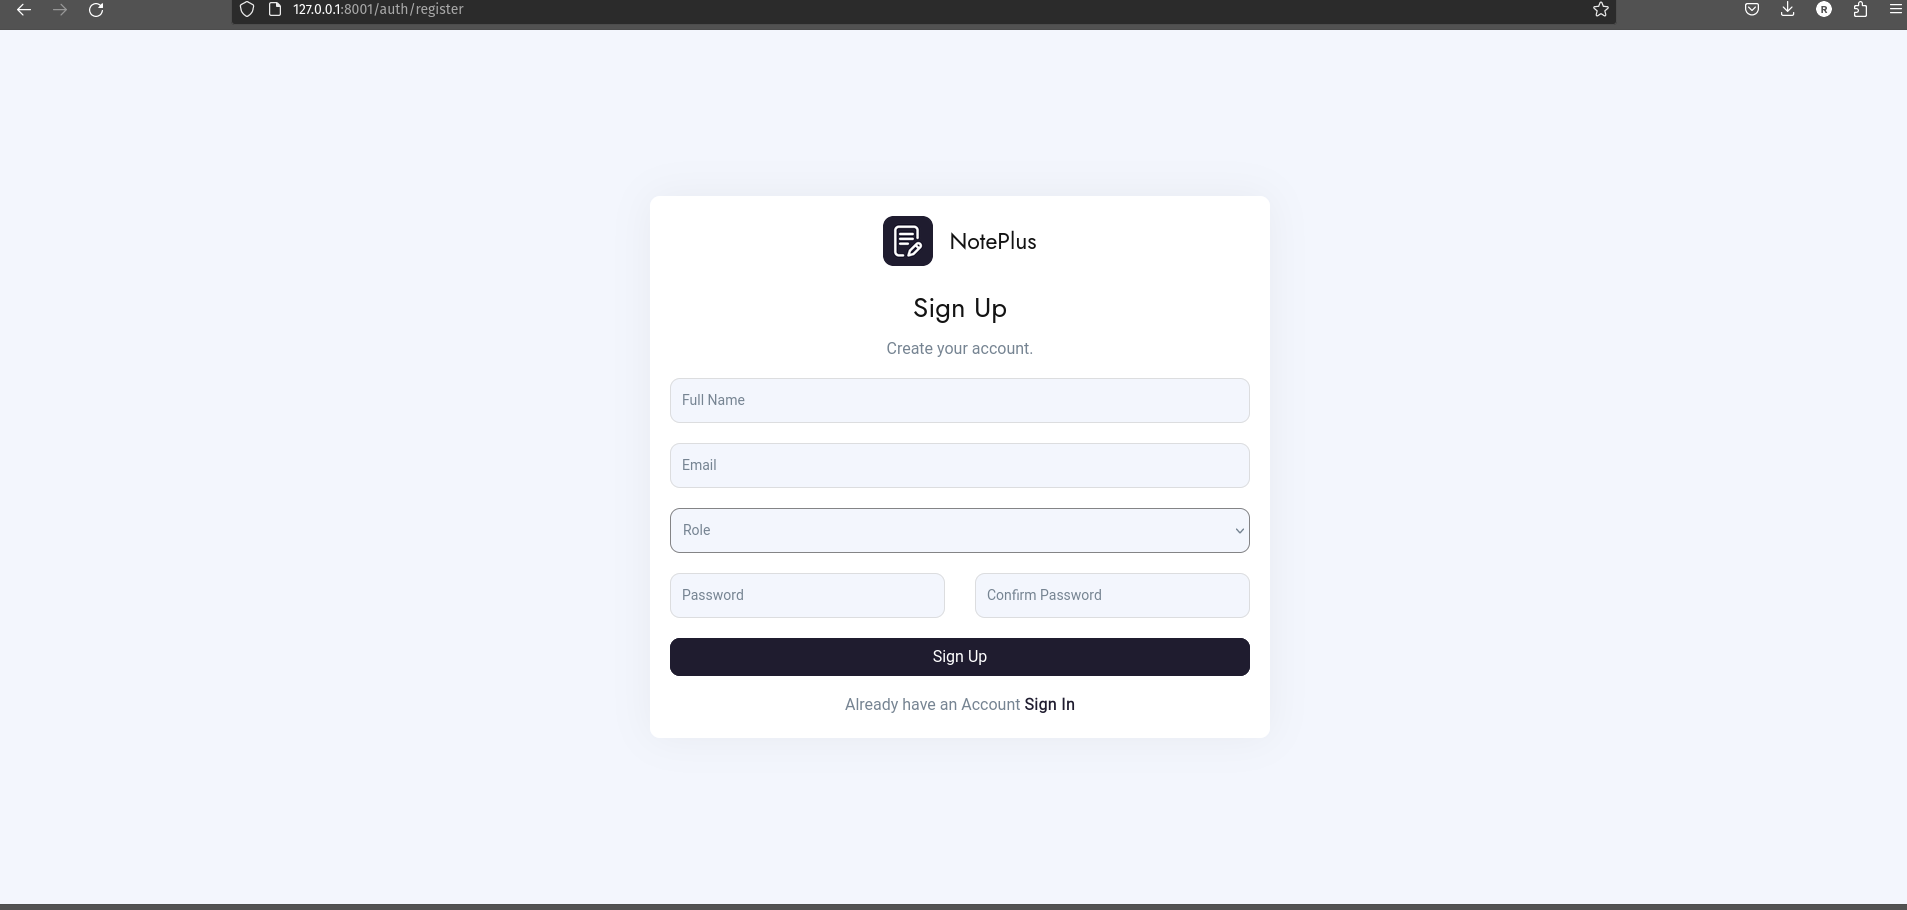 127.0.0.1:8001/auth/register
R
NotePlus
Sign Up
Create your account.
Full Name
Email
Role
Password Confirm Password
Sign Up
Already have an Account Sign In